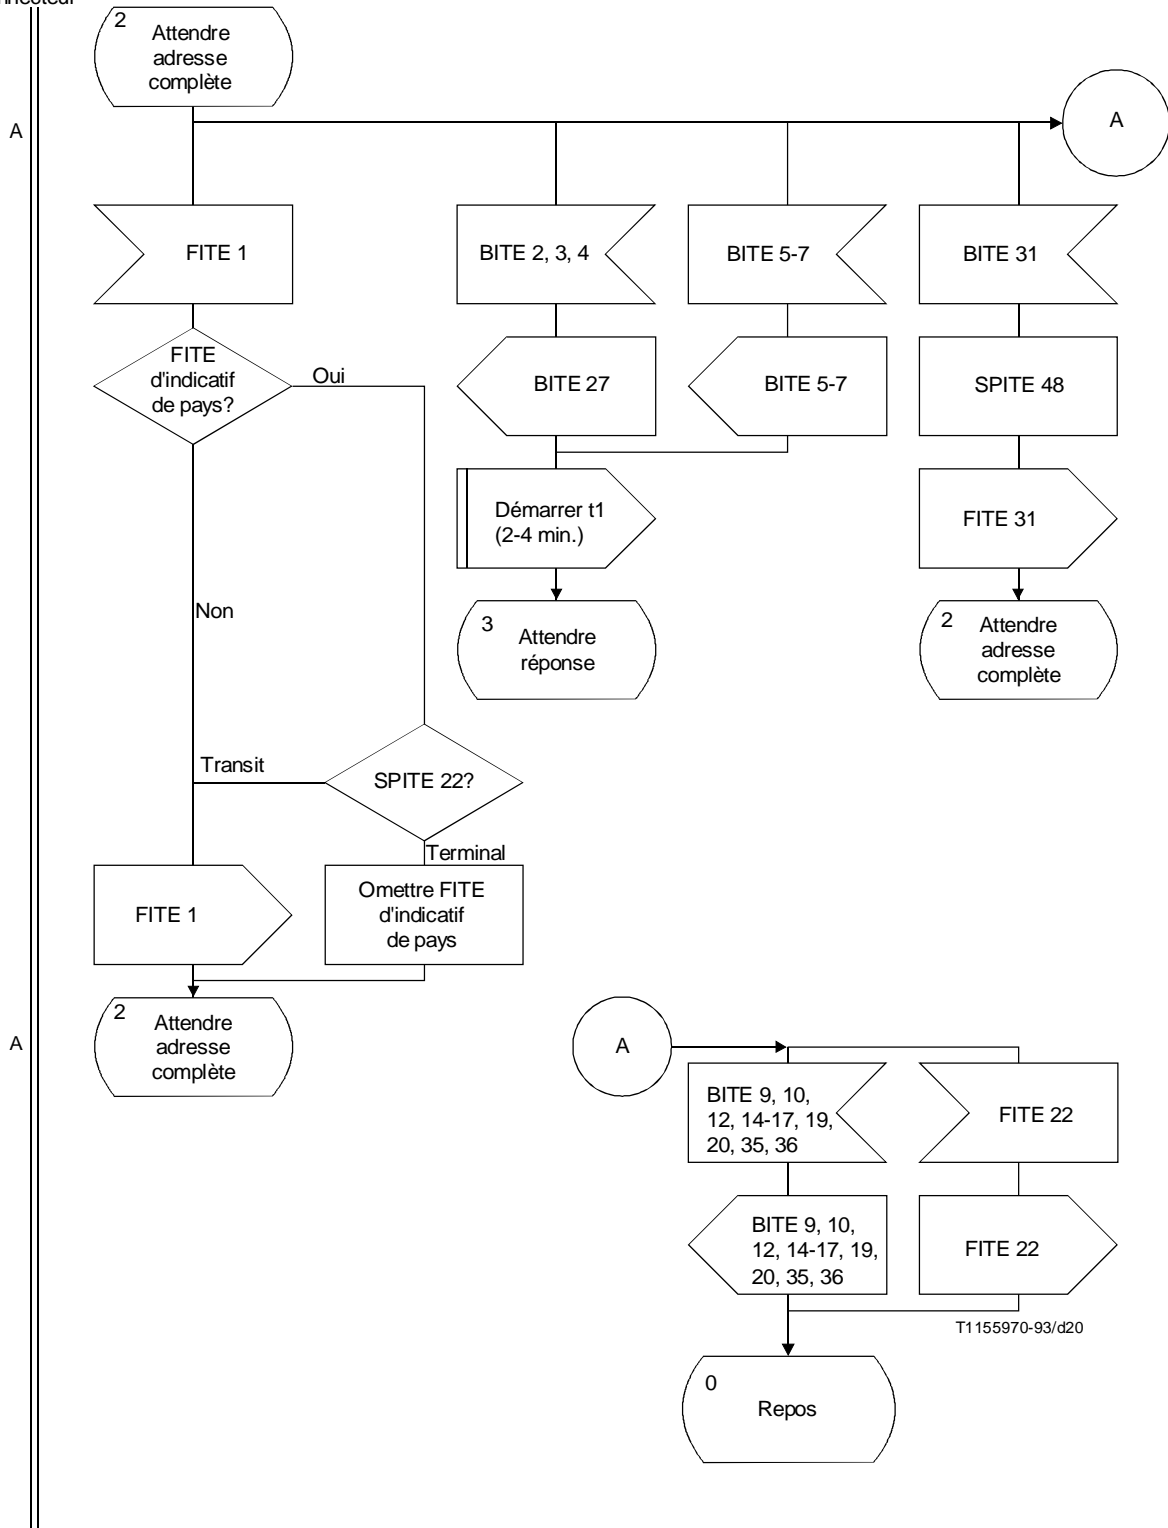 2
Attendre
adresse
complète
A
A
FITE 1
BITE 2, 3, 4
BITE 5-7
BITE 31
FITE
d'indicatif
de pays?
Oui
BITE 27
BITE 5-7
SPITE 48
Démarrer t1
(2-4 min.)
FITE 31
Non
3
Attendre
réponse
2
Attendre
adresse
complète
Transit
SPITE 22?
Terminal
FITE 1
Omettre FITE
d'indicatif
de pays
2
Attendre
adresse
complète
A
A
BITE 9, 10,
12, 14-17, 19,
20, 35, 36
FITE 22
BITE 9, 10,
12, 14-17, 19,
20, 35, 36
FITE 22
T1155970-93/d20
0
Repos